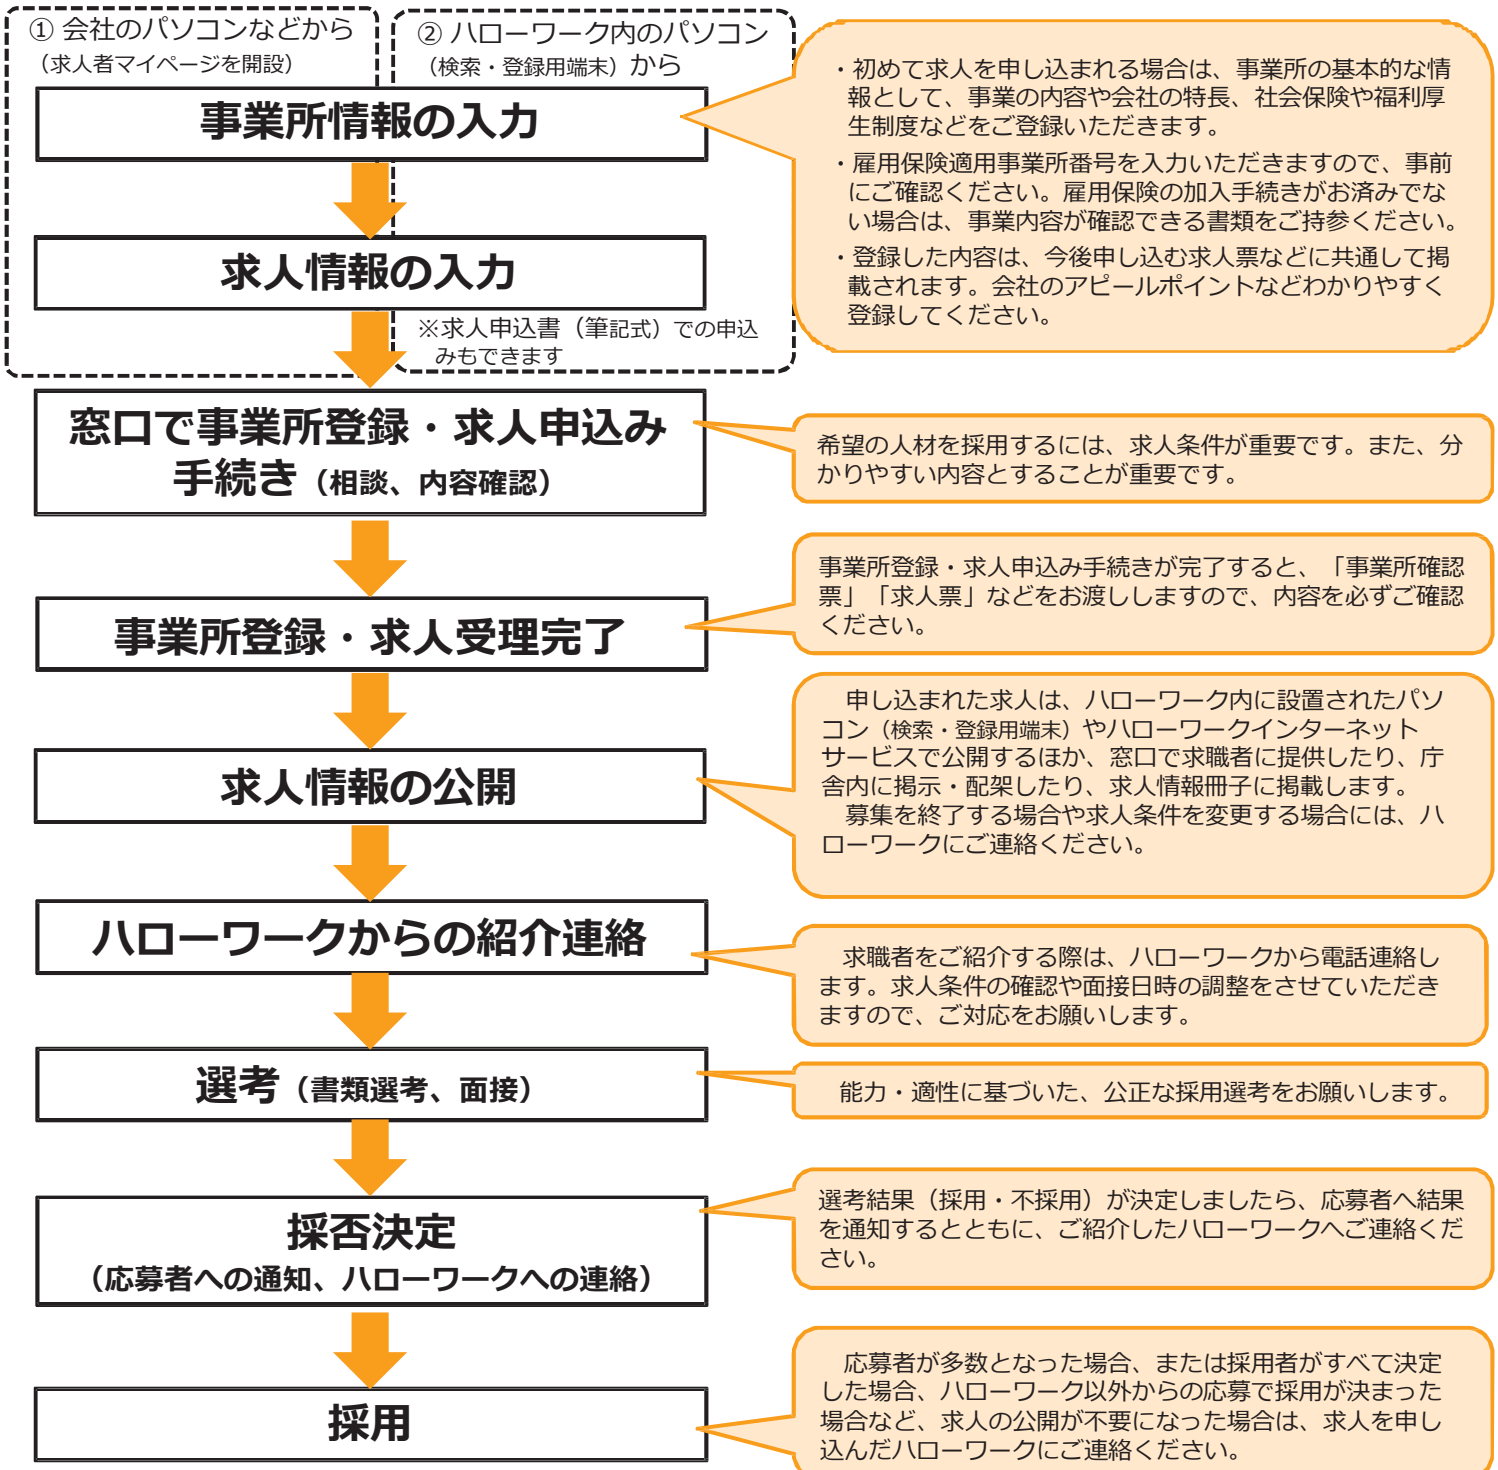 ① 会社のパソコンなどから
（求人者マイページを開設）
② ハローワーク内のパソコン
（検索・登録用端末）から
事業所情報の入力
・初めて求人を申し込まれる場合は、事業所の基本的な情
報として、事業の内容や会社の特長、社会保険や福利厚
生制度などをご登録いただきます。
・雇用保険適用事業所番号を入力いただきますので、事前
にご確認ください。雇用保険の加入手続きがお済みでな
い場合は、事業内容が確認できる書類をご持参ください。
・登録した内容は、今後申し込む求人票などに共通して掲
載されます。会社のアピールポイントなどわかりやすく
登録してください。
求人情報の入力
※求人申込書（筆記式）での申込
みもできます
窓口で事業所登録・求人申込み
手続き（相談、内容確認）
希望の人材を採用するには、求人条件が重要です。また、分
かりやすい内容とすることが重要です。
事業所登録・求人受理完了
事業所登録・求人申込み手続きが完了すると、「事業所確認
票」「求人票」などをお渡ししますので、内容を必ずご確認
ください。
求人情報の公開
申し込まれた求人は、ハローワーク内に設置されたパソ
コン（検索・登録用端末）やハローワークインターネット
サービスで公開するほか、窓口で求職者に提供したり、庁
舎内に掲示・配架したり、求人情報冊子に掲載します。
募集を終了する場合や求人条件を変更する場合には、ハ
ローワークにご連絡ください。
ハローワークからの紹介連絡
求職者をご紹介する際は、ハローワークから電話連絡し
ます。求人条件の確認や面接日時の調整をさせていただき
ますので、ご対応をお願いします。
選考（書類選考、面接）
能力・適性に基づいた、公正な採用選考をお願いします。
採否決定
（応募者への通知、ハローワークへの連絡）
選考結果（採用・不採用）が決定しましたら、応募者へ結果
を通知するとともに、ご紹介したハローワークへご連絡くだ
さい。
採用
応募者が多数となった場合、または採用者がすべて決定
した場合、ハローワーク以外からの応募で採用が決まった
場合など、求人の公開が不要になった場合は、求人を申し
込んだハローワークにご連絡ください。